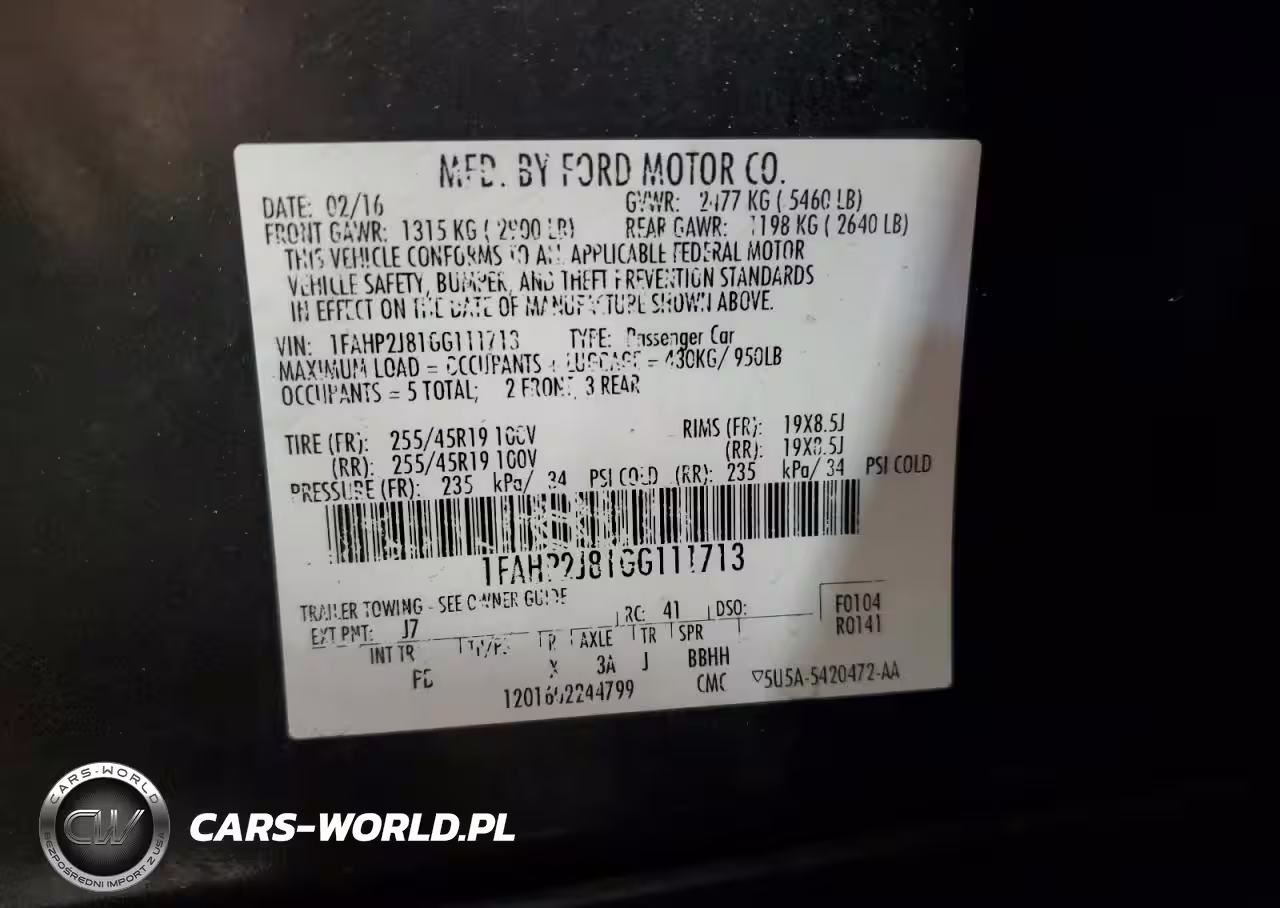 MFD. BY FORD MOTOR CO.
DATE: 02/16 GVWR: 2477 KG ( 5460 LB)
FRONT GAWR: 1315 KG ( 2900 LB) REAR GAWR: 1198 KG ( 2640 LB)
THIS VEHICLE CONFORMS TO ALL APPLICABLE FEDERAL MOTOR
VEHICLE SAFETY, BUMPER, AND THEFT PREVENTION STANDARDS
IN EFFECT ON THE DATE OF MANUFACTURE SHOWN ABOVE.
VIN: 1FAHP2J81GG111713 TYPE: Passenger Car
MAXIMUM LOAD = OCCUPANTS + LUGGAGE = 430KG/ 950LB
OCCUPANTS = 5 TOTAL; 2 FRONT, 3 REAR
TIRE (FR): 255/45R19 100V RIMS (FR): 19X8.5J
(RR): 255/45R19 100V (RR): 19X8.5J
PRESSURE (FR): 235 kPa/ 34 PSI COLD (RR): 235 kPa/ 34 PSI COLD
1FAHP2J81GG111713
TRAILER TOWING - SEE OWNER GUIDE
EXT PNT: J7 RC: 41 DSO: F0104
INT TR TP/PS R AXLE TR SPR R0141
X 3A J BBHH
1201602244799 CMC ▽5U5A-5420472-AA
CARS-WORLD
CW
BEZPOŚREDNI IMPORT Z USA
CARS-WORLD.PL